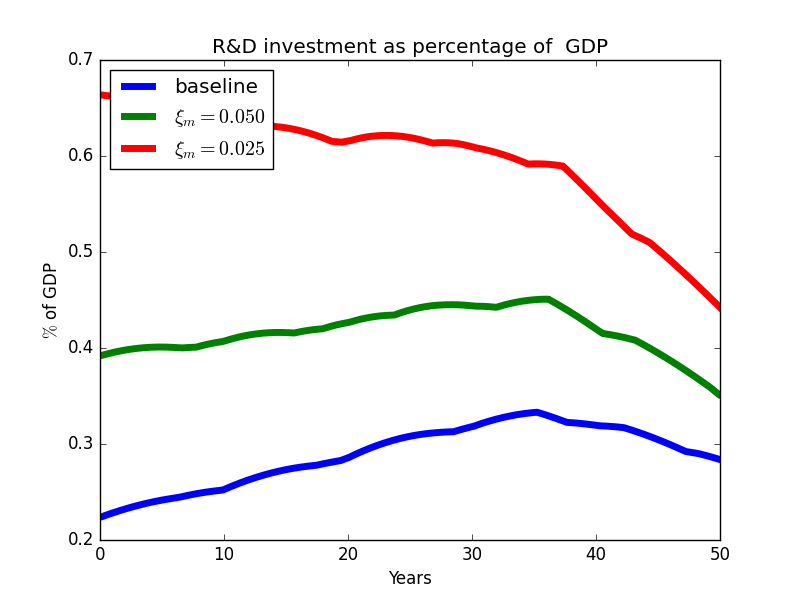 R&D investment as percentage of  GDP
baseline
ξₘ = 0.050
ξₘ = 0.025
0.7
0.6
0.5
0.4
0.3
0.2
% of GDP
0 10 20 30 40 50
Years